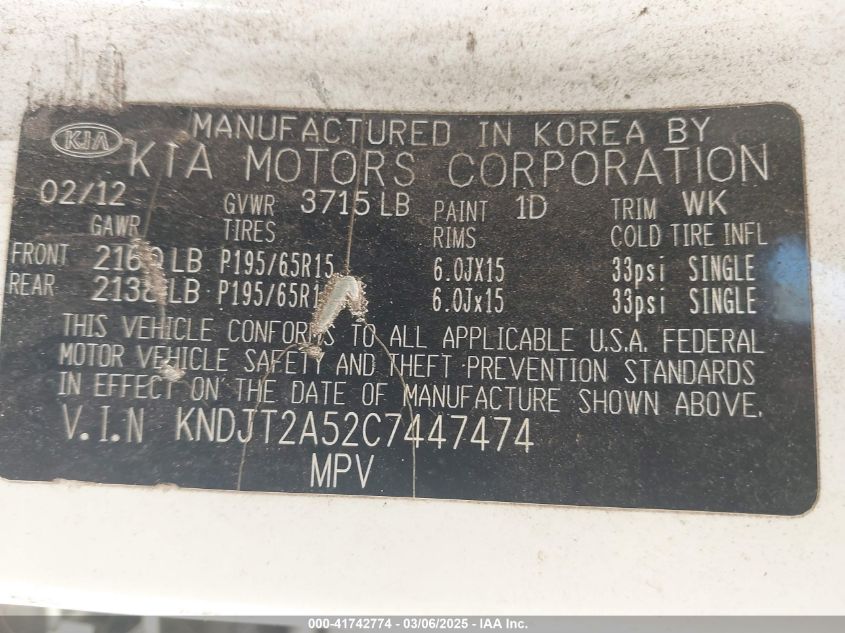 KIA
MANUFACTURED IN KOREA BY
KIA MOTORS CORPORATION
02/12 GVWR 3715 LB PAINT 1D TRIM WK
GAWR TIRES RIMS COLD TIRE INFL
FRONT LB P195/65R15 6.0JX15 33psi SINGLE
REAR 2138 LB 6.0Jx15 33psi SINGLE
THIS VEHICLE CONFORMS TO ALL APPLICABLE U.S.A. FEDERAL
MOTOR VEHICLE SAFETY AND THEFT PREVENTION STANDARDS
IN EFFECT ON THE DATE OF MANUFACTURE SHOWN ABOVE.
V.I.N KNDJT2A52C7447474
MPV
000-41742774 - 03/06/2025 - IAA Inc.